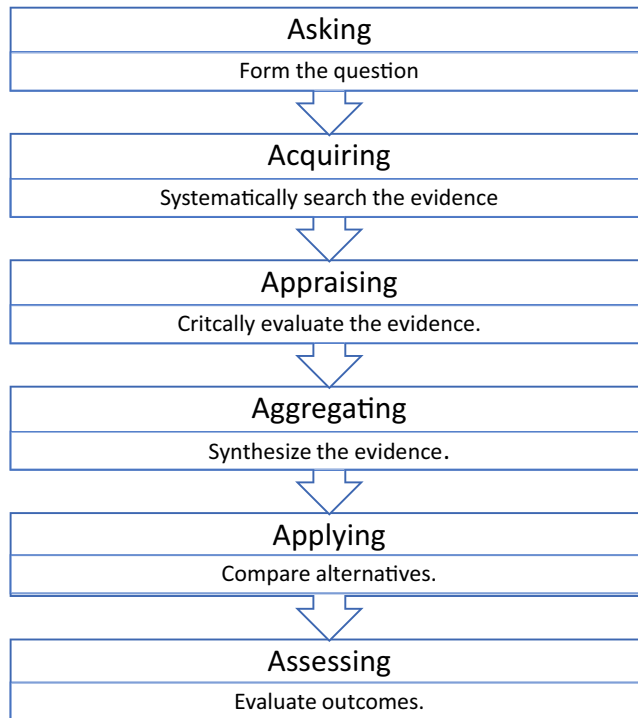 Asking
Form the question
Acquiring
Systematically search the evidence
Appraising
Critcally evaluate the evidence.
Aggregating
Synthesize the evidence.
Applying
Compare alternatives.
Assessing
Evaluate outcomes.